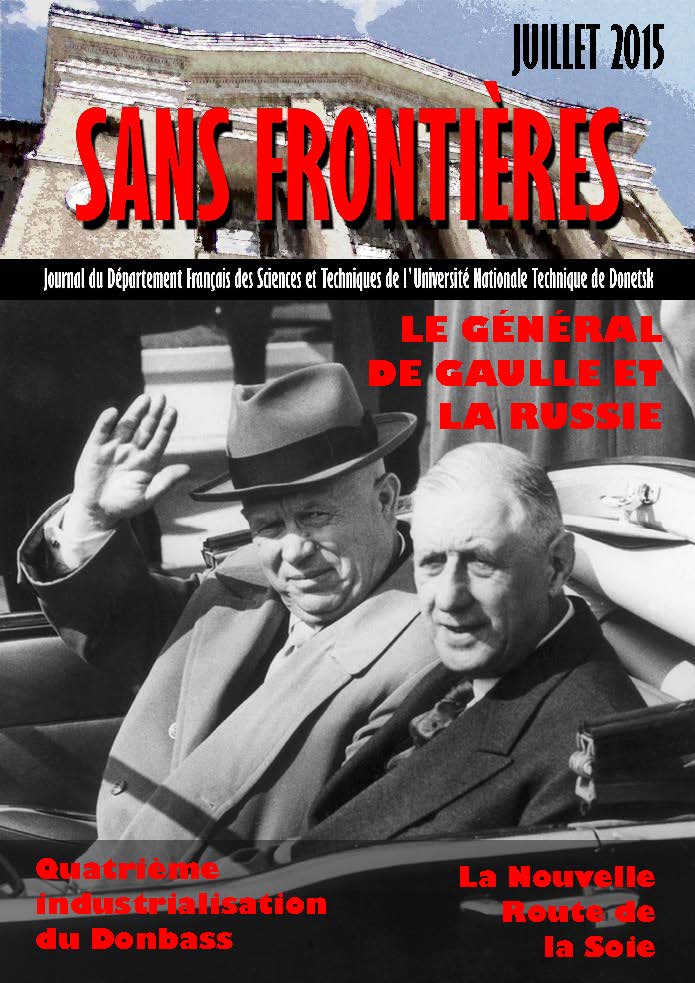 JUILLET 2015
SANS FRONTIÈRES
Journal du Département Français des Sciences et Techniques de l'Université Nationale Technique de Donetsk
LE GÉNÉRAL
DE GAULLE ET
LA RUSSIE
Quatrième
industrialisation
du Donbass
La Nouvelle
Route de
la Soie